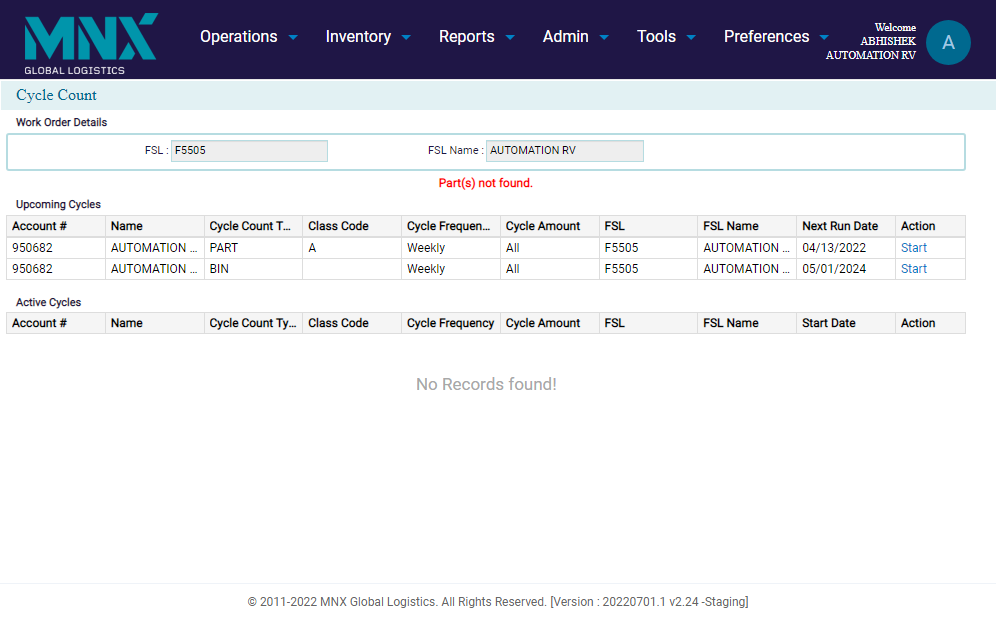 MNX
GLOBAL LOGISTICS
Operations Inventory Reports Admin Tools Preferences
Welcome
ABHISHEK
AUTOMATION RV
A
Cycle Count
Work Order Details
FSL : F5505 FSL Name : AUTOMATION RV
Part(s) not found.
Upcoming Cycles
Account # Name Cycle Count T... Class Code Cycle Frequen... Cycle Amount FSL FSL Name Next Run Date Action
950682 AUTOMATION ... PART A Weekly All F5505 AUTOMATION ... 04/13/2022 Start
950682 AUTOMATION ... BIN Weekly All F5505 AUTOMATION ... 05/01/2024 Start
Active Cycles
Account # Name Cycle Count Ty... Class Code Cycle Frequency Cycle Amount FSL FSL Name Start Date Action
No Records found!
© 2011-2022 MNX Global Logistics. All Rights Reserved. [Version : 20220701.1 v2.24 -Staging]